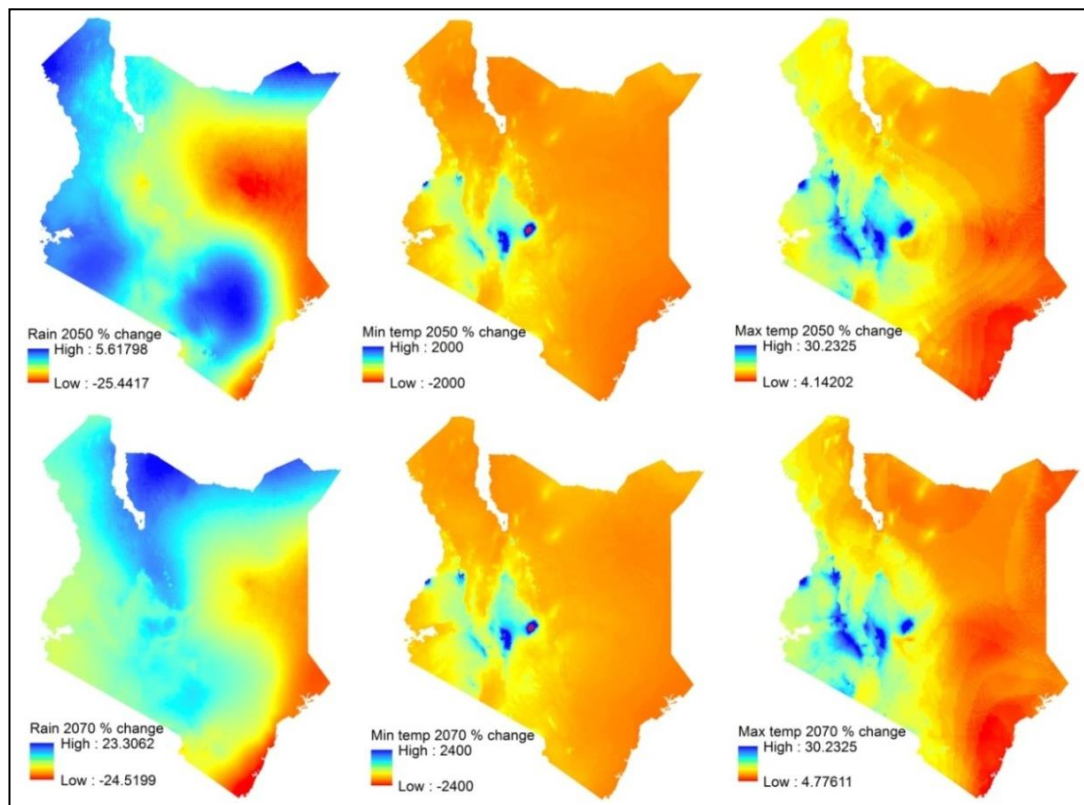 Rain 2050 % change
High : 5.61798
Low : -25.4417
Min temp 2050 % change
High : 2000
Low : -2000
Max temp 2050 % change
High : 30.2325
Low : 4.14202
Rain 2070 % change
High : 23.3062
Low : -24.5199
Min temp 2070 % change
High : 2400
Low : -2400
Max temp 2070 % change
High : 30.2325
Low : 4.77611